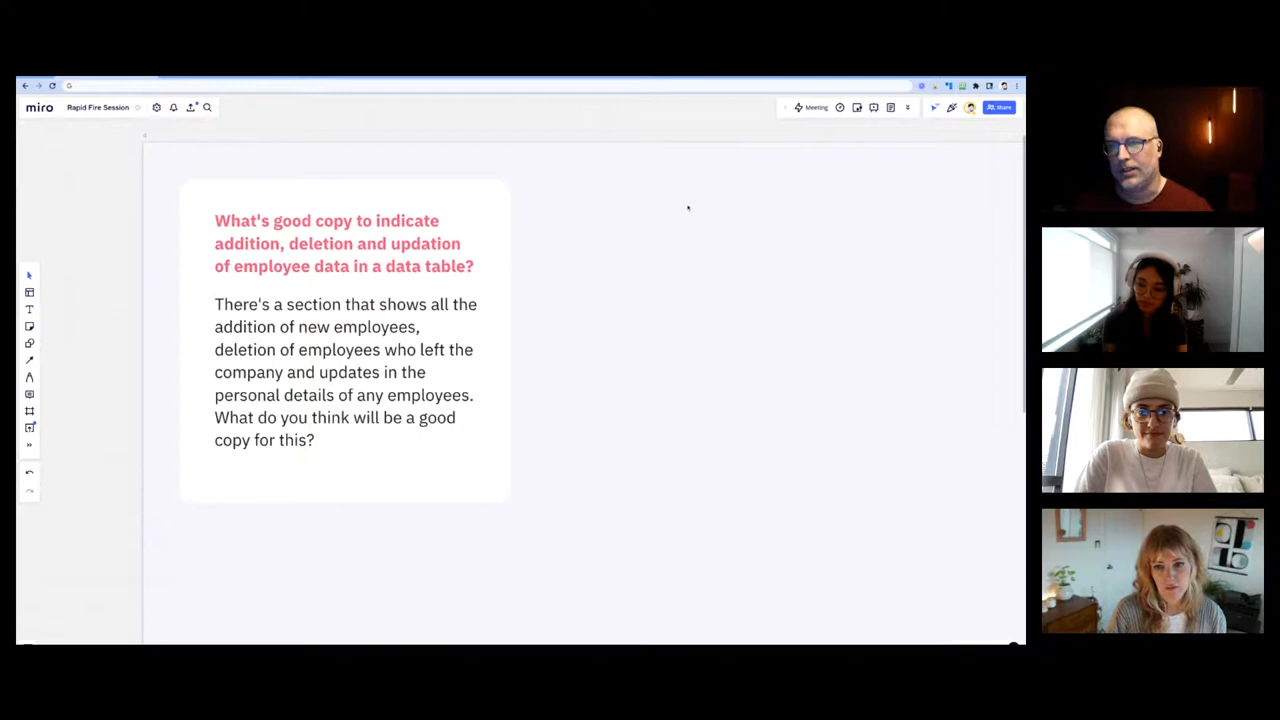 miro
Rapid Fire Session
Meeting
Share
What's good copy to indicate
addition, deletion and updation
of employee data in a data table?
There's a section that shows all the
addition of new employees,
deletion of employees who left the
company and updates in the
personal details of any employees.
What do you think will be a good
copy for this?